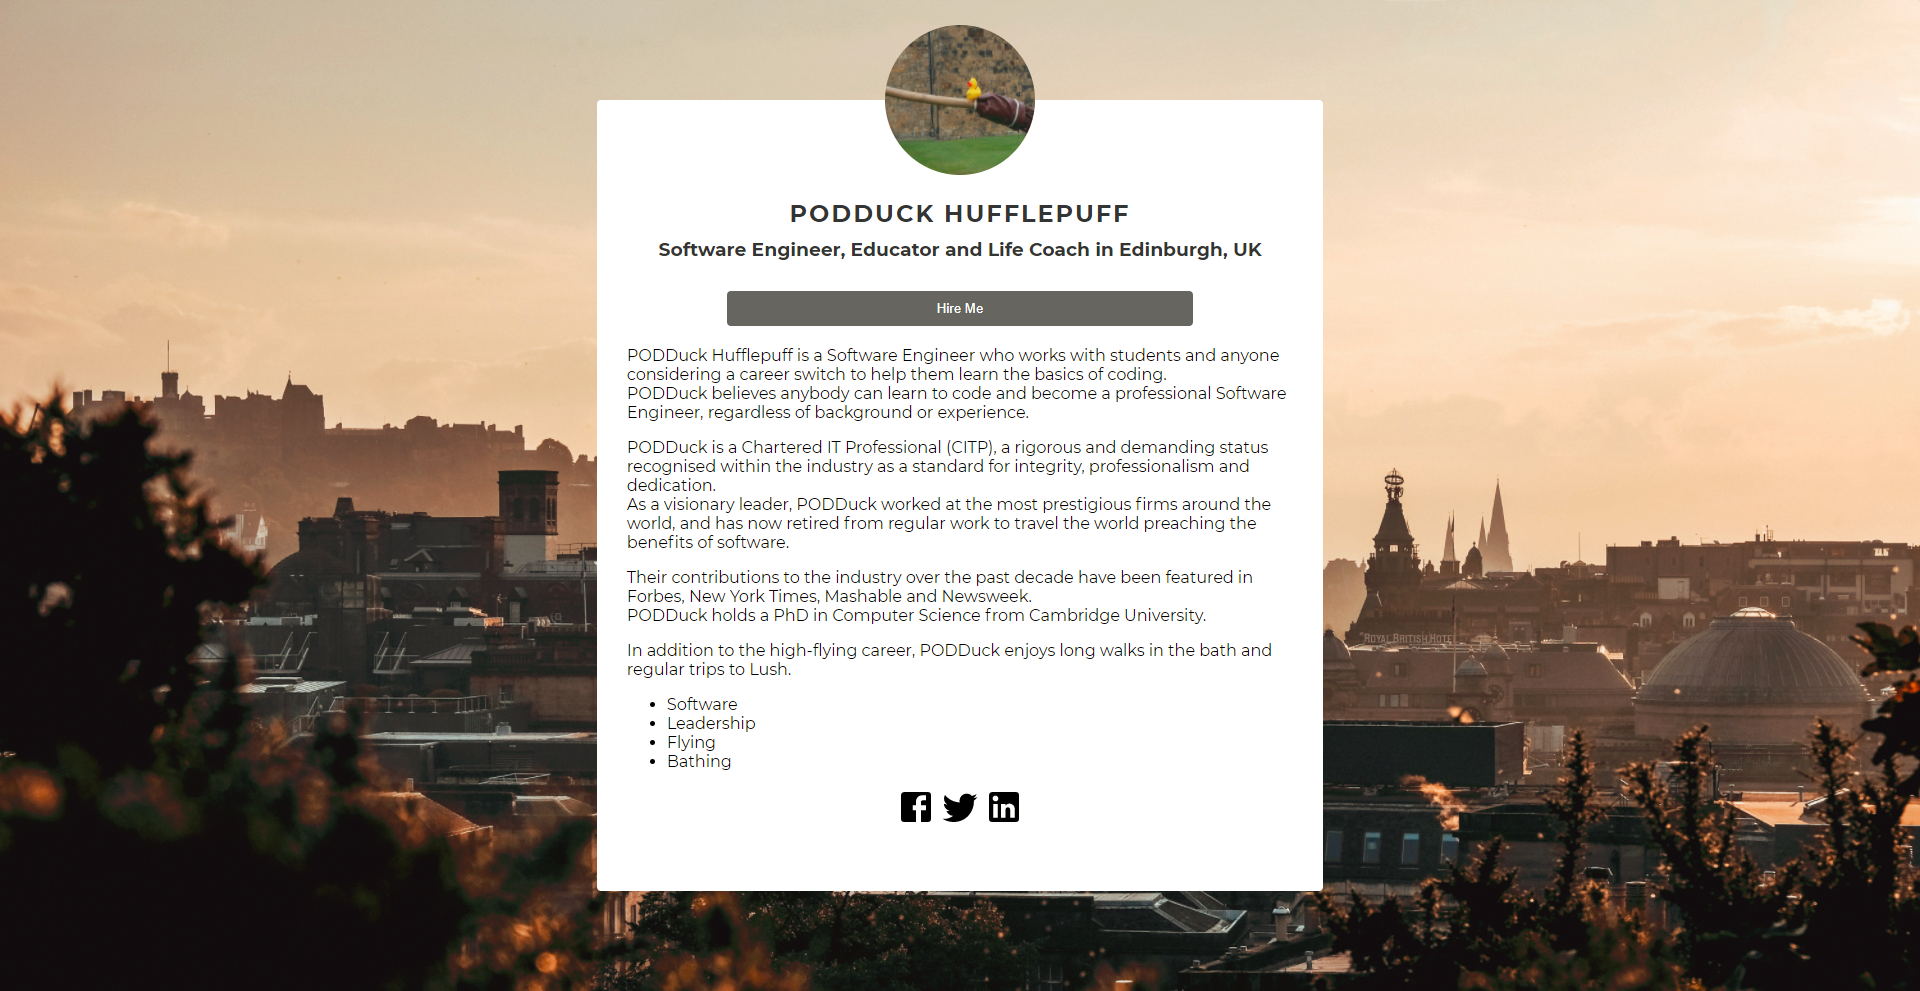 PODDUCK HUFFLEPUFF
Software Engineer, Educator and Life Coach in Edinburgh, UK
Hire Me
PODDuck Hufflepuff is a Software Engineer who works with students and anyone
considering a career switch to help them learn the basics of coding.
PODDuck believes anybody can learn to code and become a professional Software
Engineer, regardless of background or experience.
PODDuck is a Chartered IT Professional (CITP), a rigorous and demanding status
recognised within the industry as a standard for integrity, professionalism and
dedication.
As a visionary leader, PODDuck worked at the most prestigious firms around the
world, and has now retired from regular work to travel the world preaching the
benefits of software.
Their contributions to the industry over the past decade have been featured in
Forbes, New York Times, Mashable and Newsweek.
PODDuck holds a PhD in Computer Science from Cambridge University.
In addition to the high-flying career, PODDuck enjoys long walks in the bath and
regular trips to Lush.
Software
Leadership
Flying
Bathing
ROYAL BRITISH HOTEL